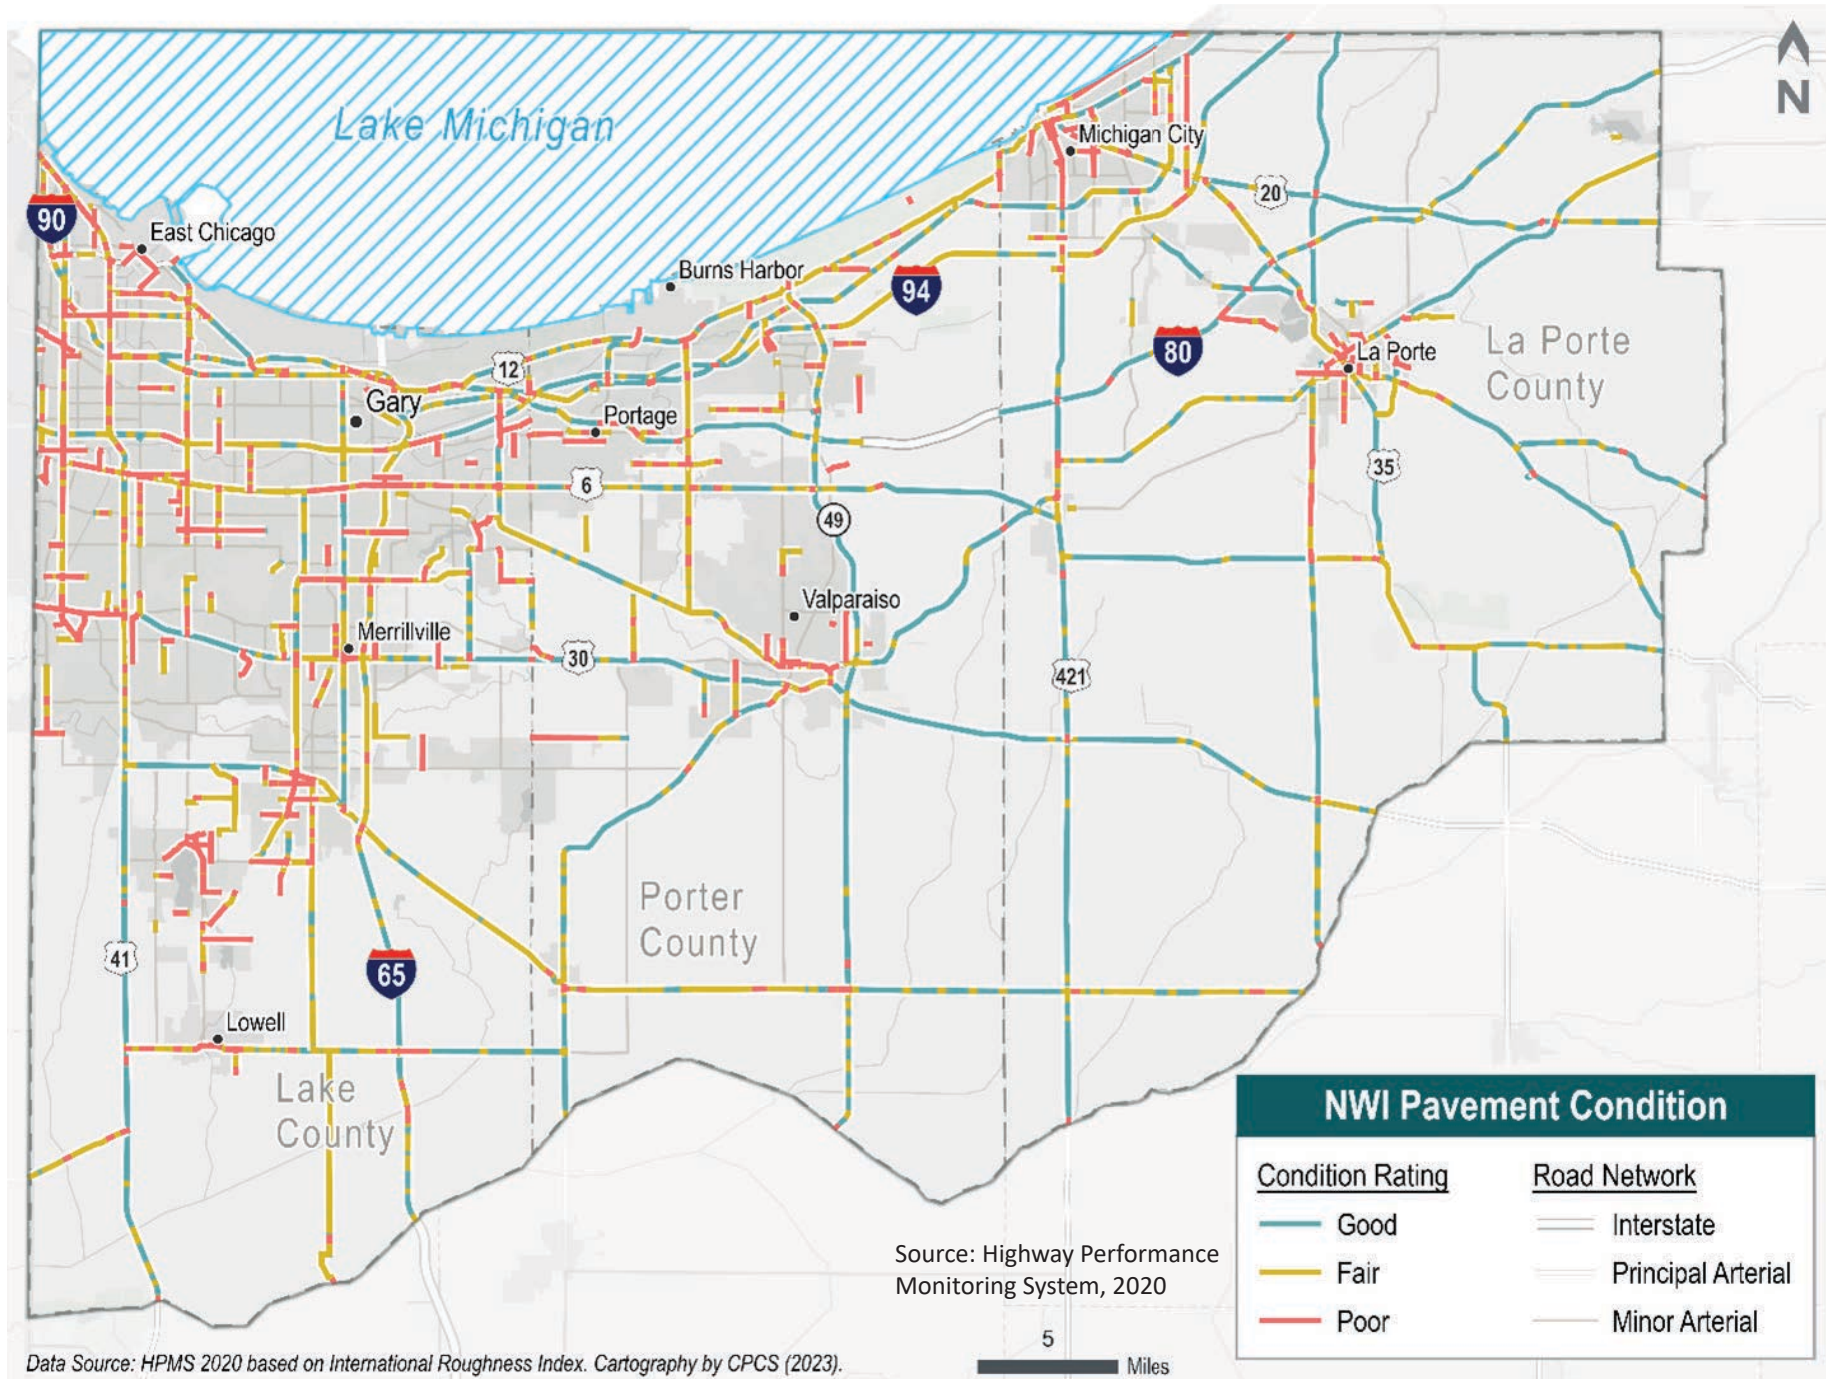 N
Lake Michigan
Michigan City
90
20
East Chicago
Burns Harbor
94
80
La Porte
County
La Porte
12
Gary
Portage
35
6
49
Valparaiso
Merrillville
30
421
Porter
County
41
65
Lowell
Lake
County
NWI Pavement Condition
Condition Rating
Good
Fair
Poor
Road Network
Interstate
Principal Arterial
Minor Arterial
Source: Highway Performance
Monitoring System, 2020
5
Miles
Data Source: HPMS 2020 based on International Roughness Index. Cartography by CPCS (2023).